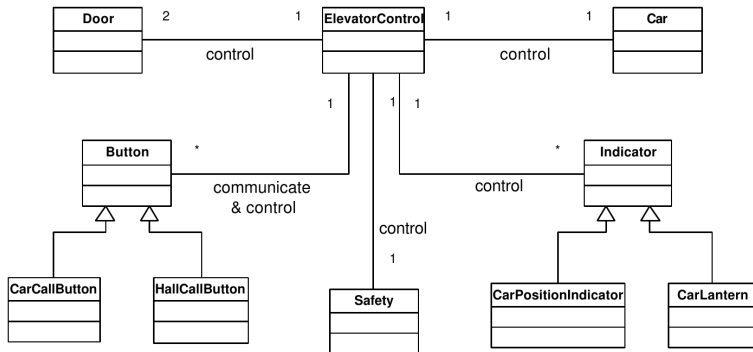 Door
2
1
ElevatorControl
1
1
Car
control
control
1
1
1
Button
*
*
Indicator
communicate
& control
control
control
1
CarCallButton
HallCallButton
Safety
CarPositionIndicator
CarLantern